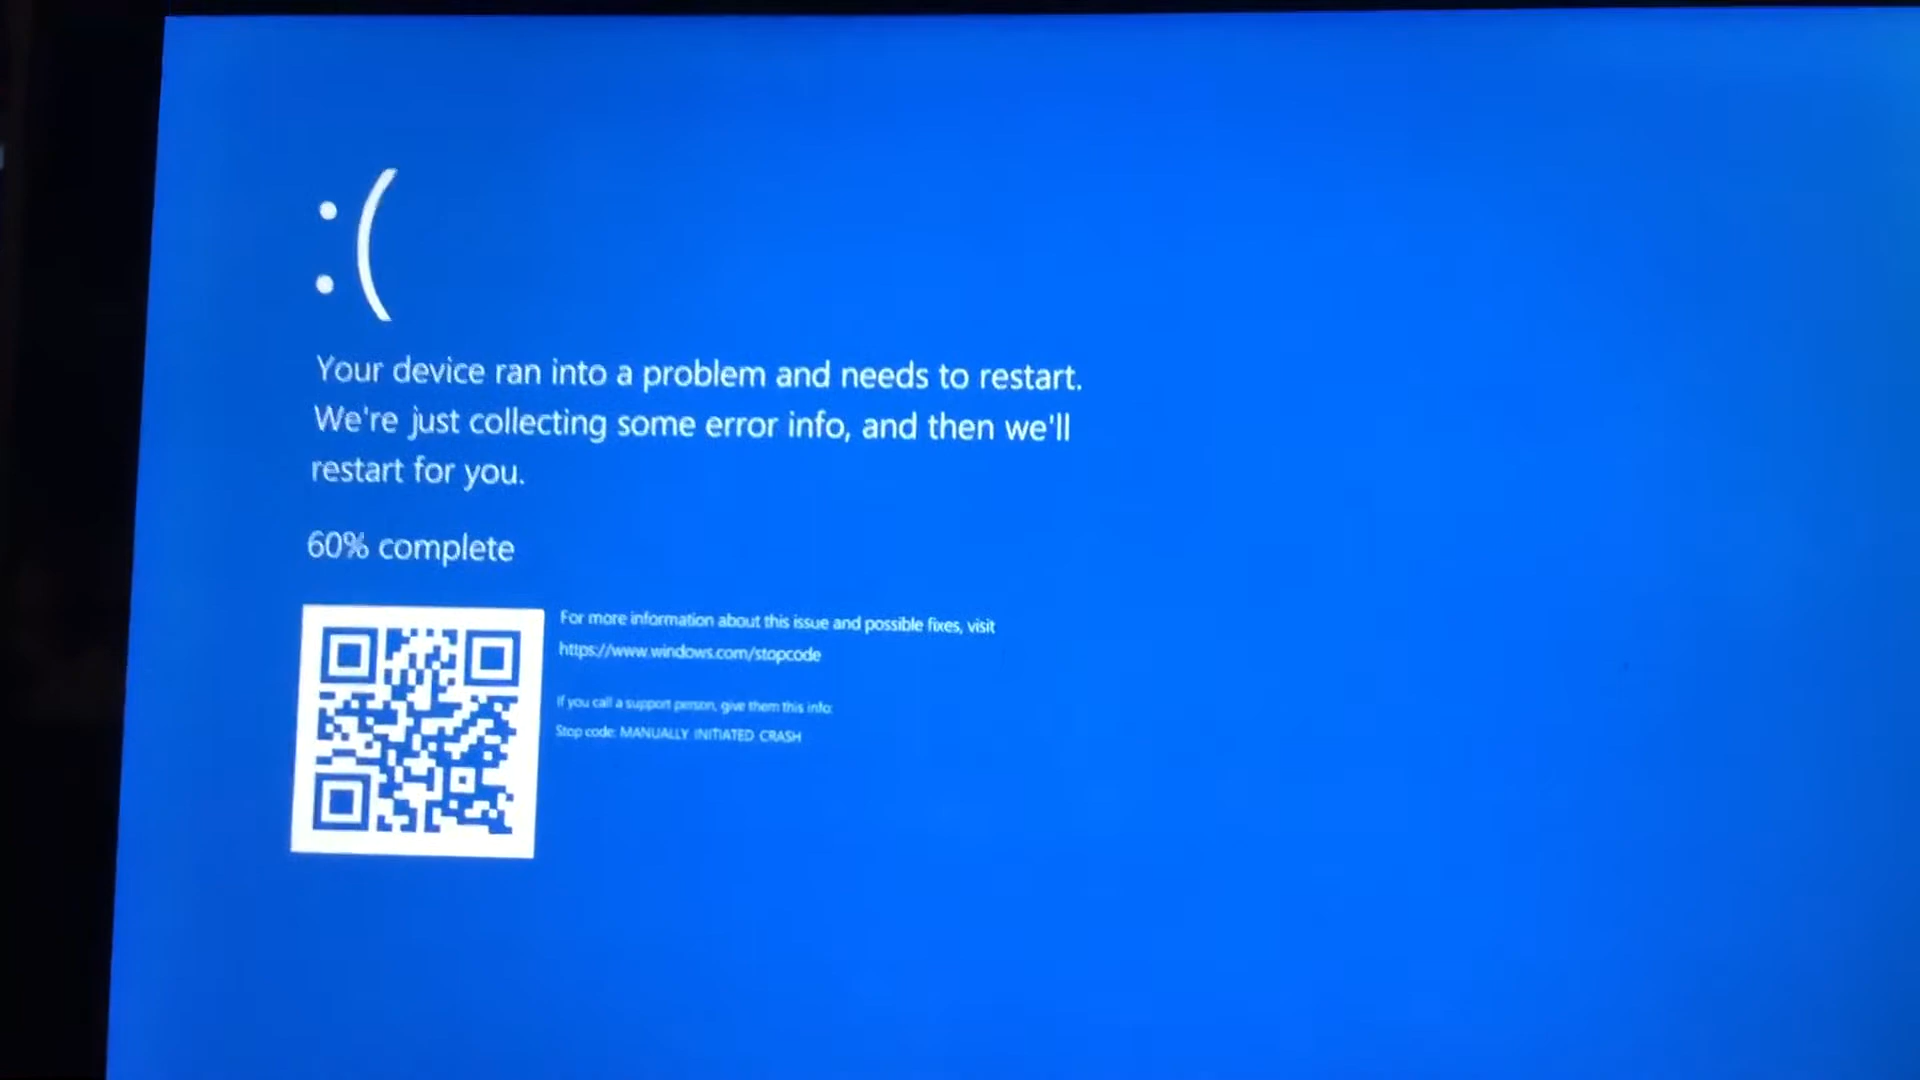 :(
Your device ran into a problem and needs to restart.
We're just collecting some error info, and then we'll
restart for you.
60% complete
For more information about this issue and possible fixes, visit
https://www.windows.com/stopcode
If you call a support person, give them this info:
Stop code: MANUALLY INITIATED CRASH